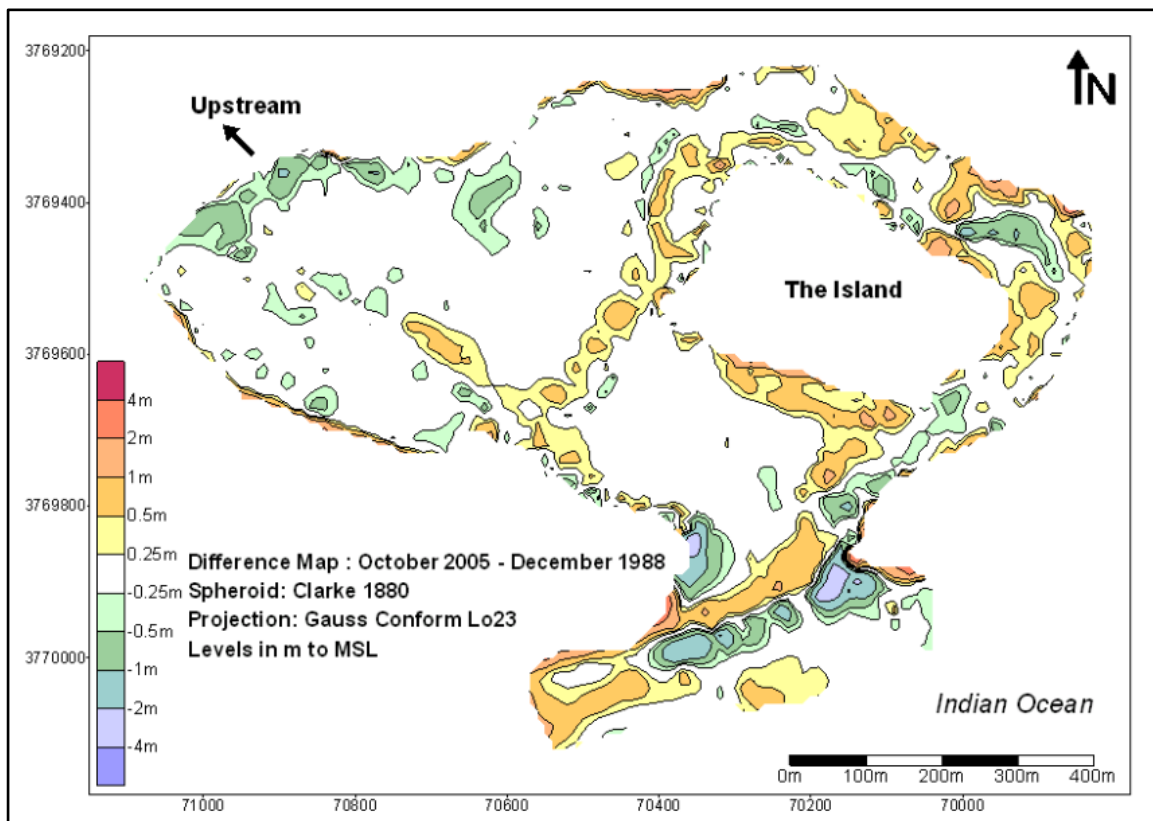 3769200
N
Upstream
3769400
The Island
3769600
4m
2m
1m
3769800
0.5m
0.25m
Difference Map : October 2005 - December 1988
-0.25m
Spheroid: Clarke 1880
Projection: Gauss Conform Lo23
-0.5m
Levels in m to MSL
3770000
-1m
-2m
Indian Ocean
-4m
0m 100m 200m 300m 400m
71000 70800 70600 70400 70200 70000